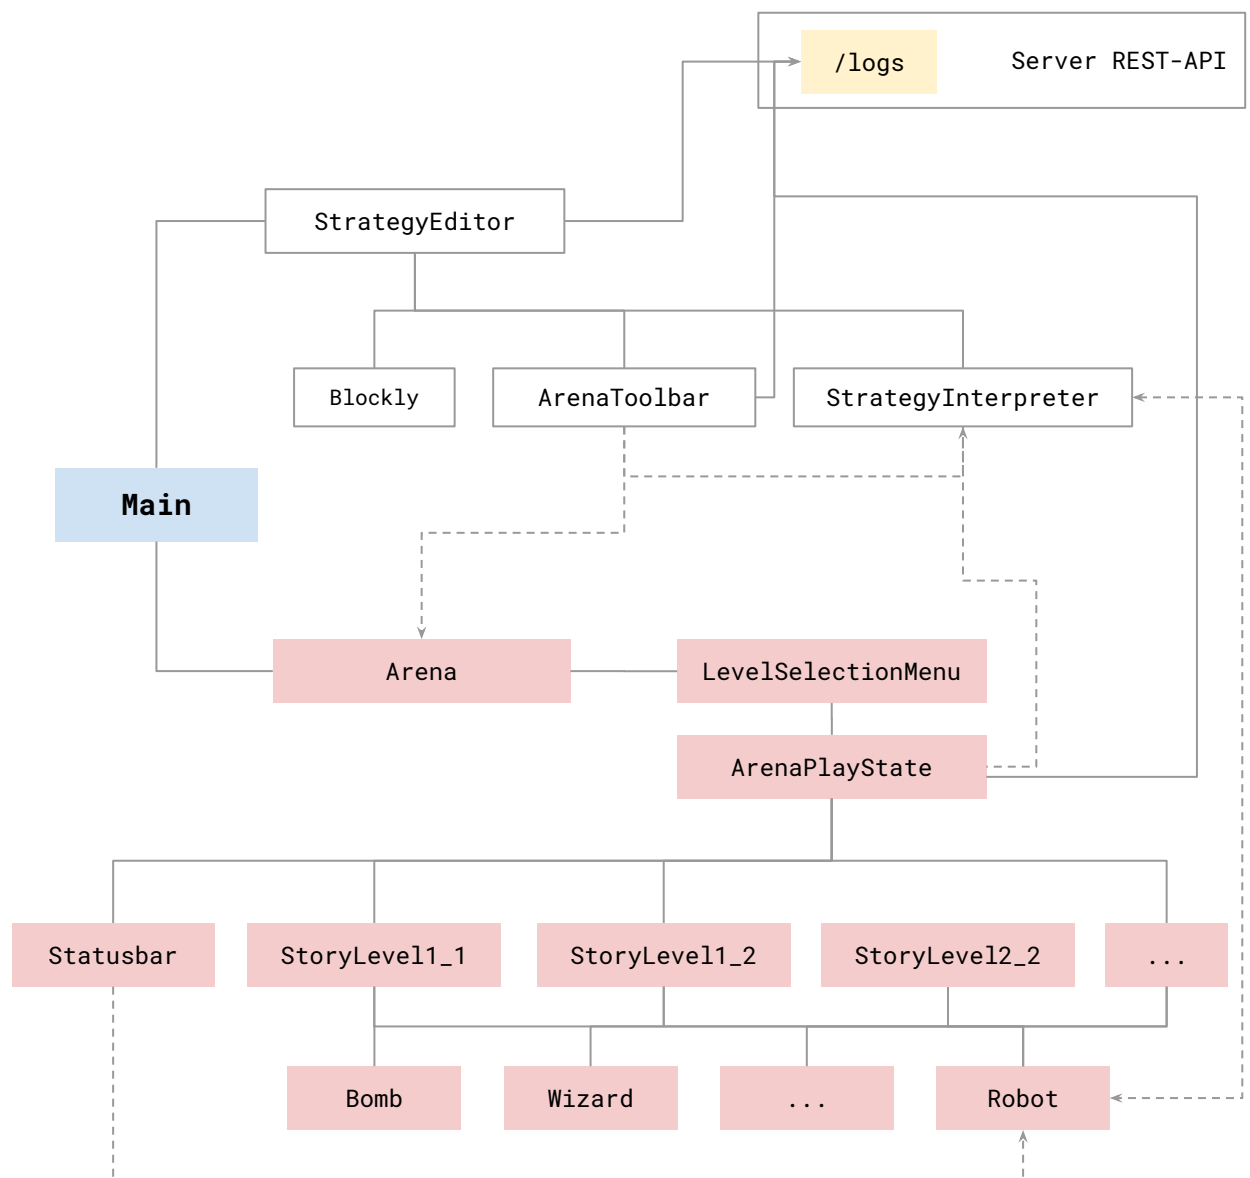 /logs
Server REST-API
StrategyEditor
Blockly
ArenaToolbar
StrategyInterpreter
Main
Arena
LevelSelectionMenu
ArenaPlayState
Statusbar
StoryLevel1_1
StoryLevel1_2
StoryLevel2_2
...
Bomb
Wizard
...
Robot